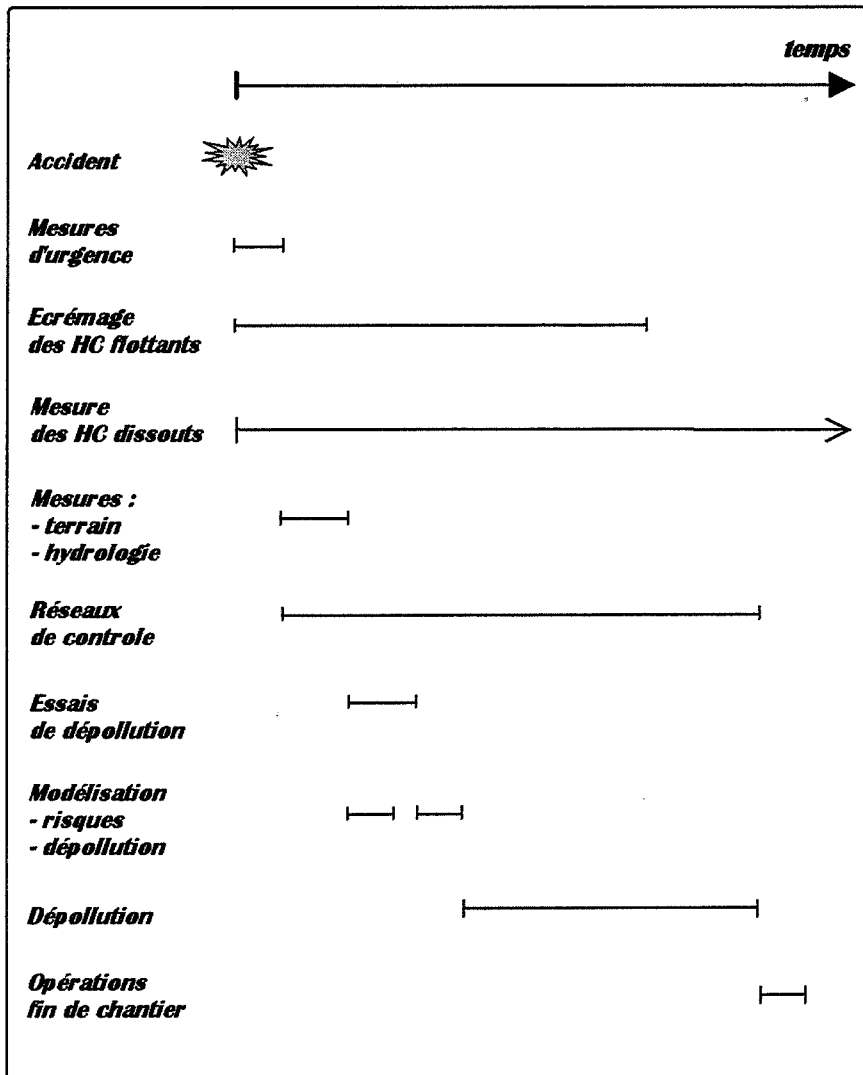 temps
Accident
Mesures
d'urgence
Ecrémage
des HC flottants
Mesure
des HC dissouts
Mesures :
- terrain
- hydrologie
Réseaux
de controle
Essais
de dépollution
Modélisation
- risques
- dépollution
Dépollution
Opérations
fin de chantier